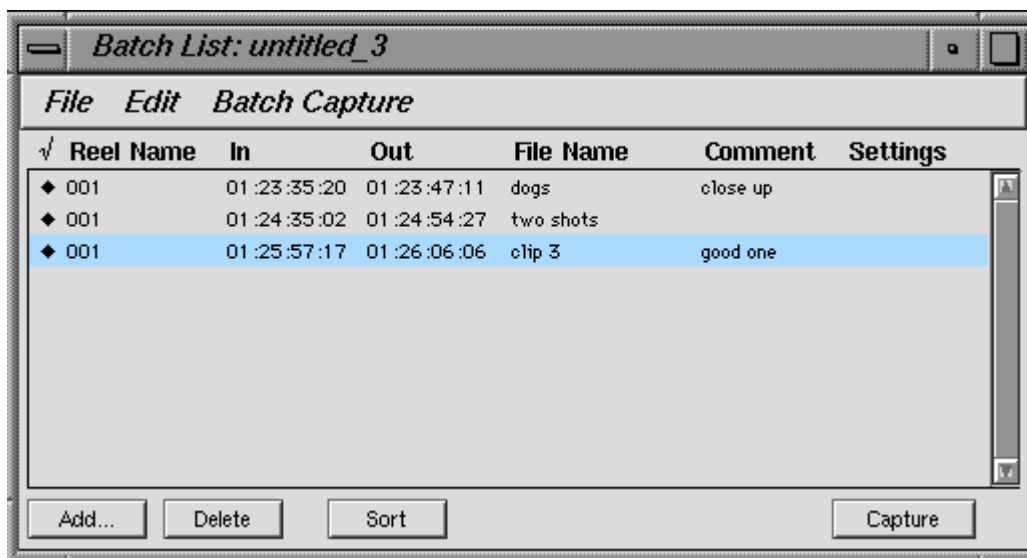 Batch List: untitled_3
File Edit Batch Capture
√ Reel Name In Out File Name Comment Settings
◆ 001 01:23:35:20 01:23:47:11 dogs close up
◆ 001 01:24:35:02 01:24:54:27 two shots
◆ 001 01:25:57:17 01:26:06:06 clip 3 good one
Add... Delete Sort Capture